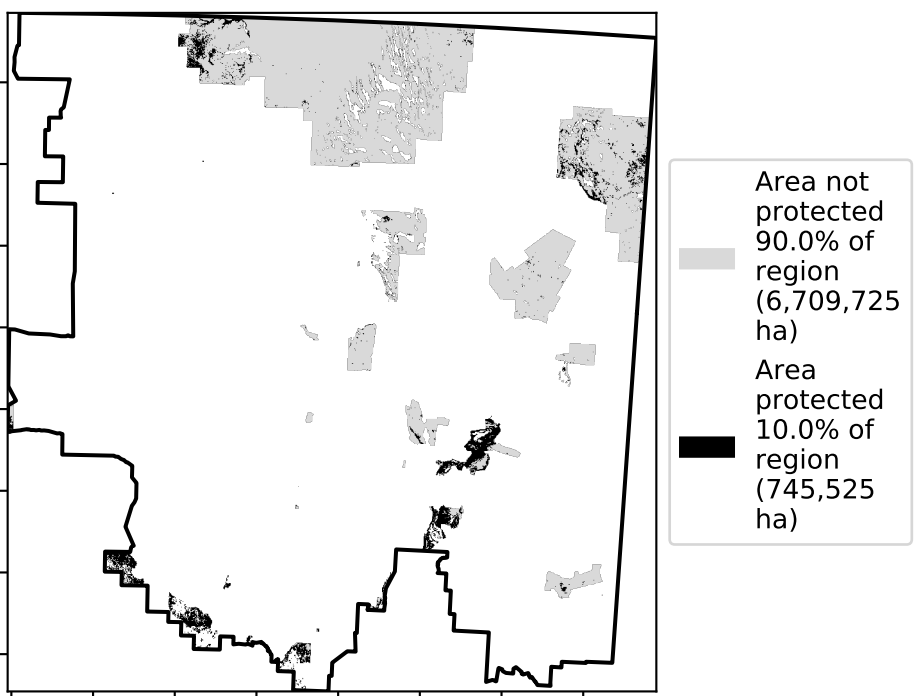 Area not
protected
90.0% of
region
(6,709,725
ha)
Area
protected
10.0% of
region
(745,525
ha)